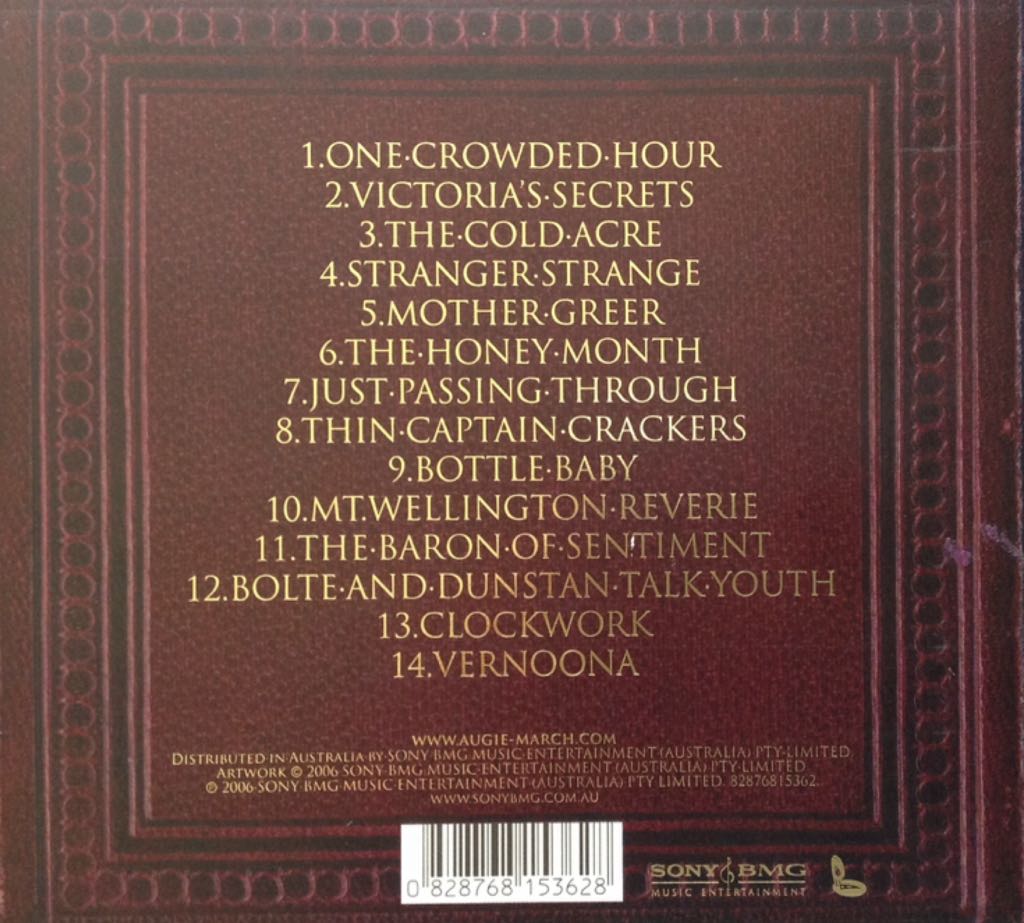 1.ONE·CROWDED·HOUR
2.VICTORIA'S·SECRETS
3.THE·COLD·ACRE
4.STRANGER·STRANGE
5.MOTHER·GREER
6.THE·HONEY·MONTH
7.JUST·PASSING·THROUGH
8.THIN·CAPTAIN·CRACKERS
9.BOTTLE·BABY
10.MT.WELLINGTON·REVERIE
11.THE·BARON·OF·SENTIMENT
12.BOLTE·AND·DUNSTAN·TALK·YOUTH
13.CLOCKWORK
14.VERNOONA
WWW.AUGIE-MARCH.COM
DISTRIBUTED·IN·AUSTRALIA·BY·SONY·BMG·MUSIC·ENTERTAINMENT·(AUSTRALIA)·PTY·LIMITED
ARTWORK © 2006·SONY·BMG·MUSIC·ENTERTAINMENT·(AUSTRALIA)·PTY·LIMITED
℗ 2006·SONY·BMG·MUSIC·ENTERTAINMENT·(AUSTRALIA)·PTY LIMITED. 82876815362.
WWW.SONYBMG.COM.AU
0 828768 153628
SONY BMG
MUSIC ENTERTAINMENT